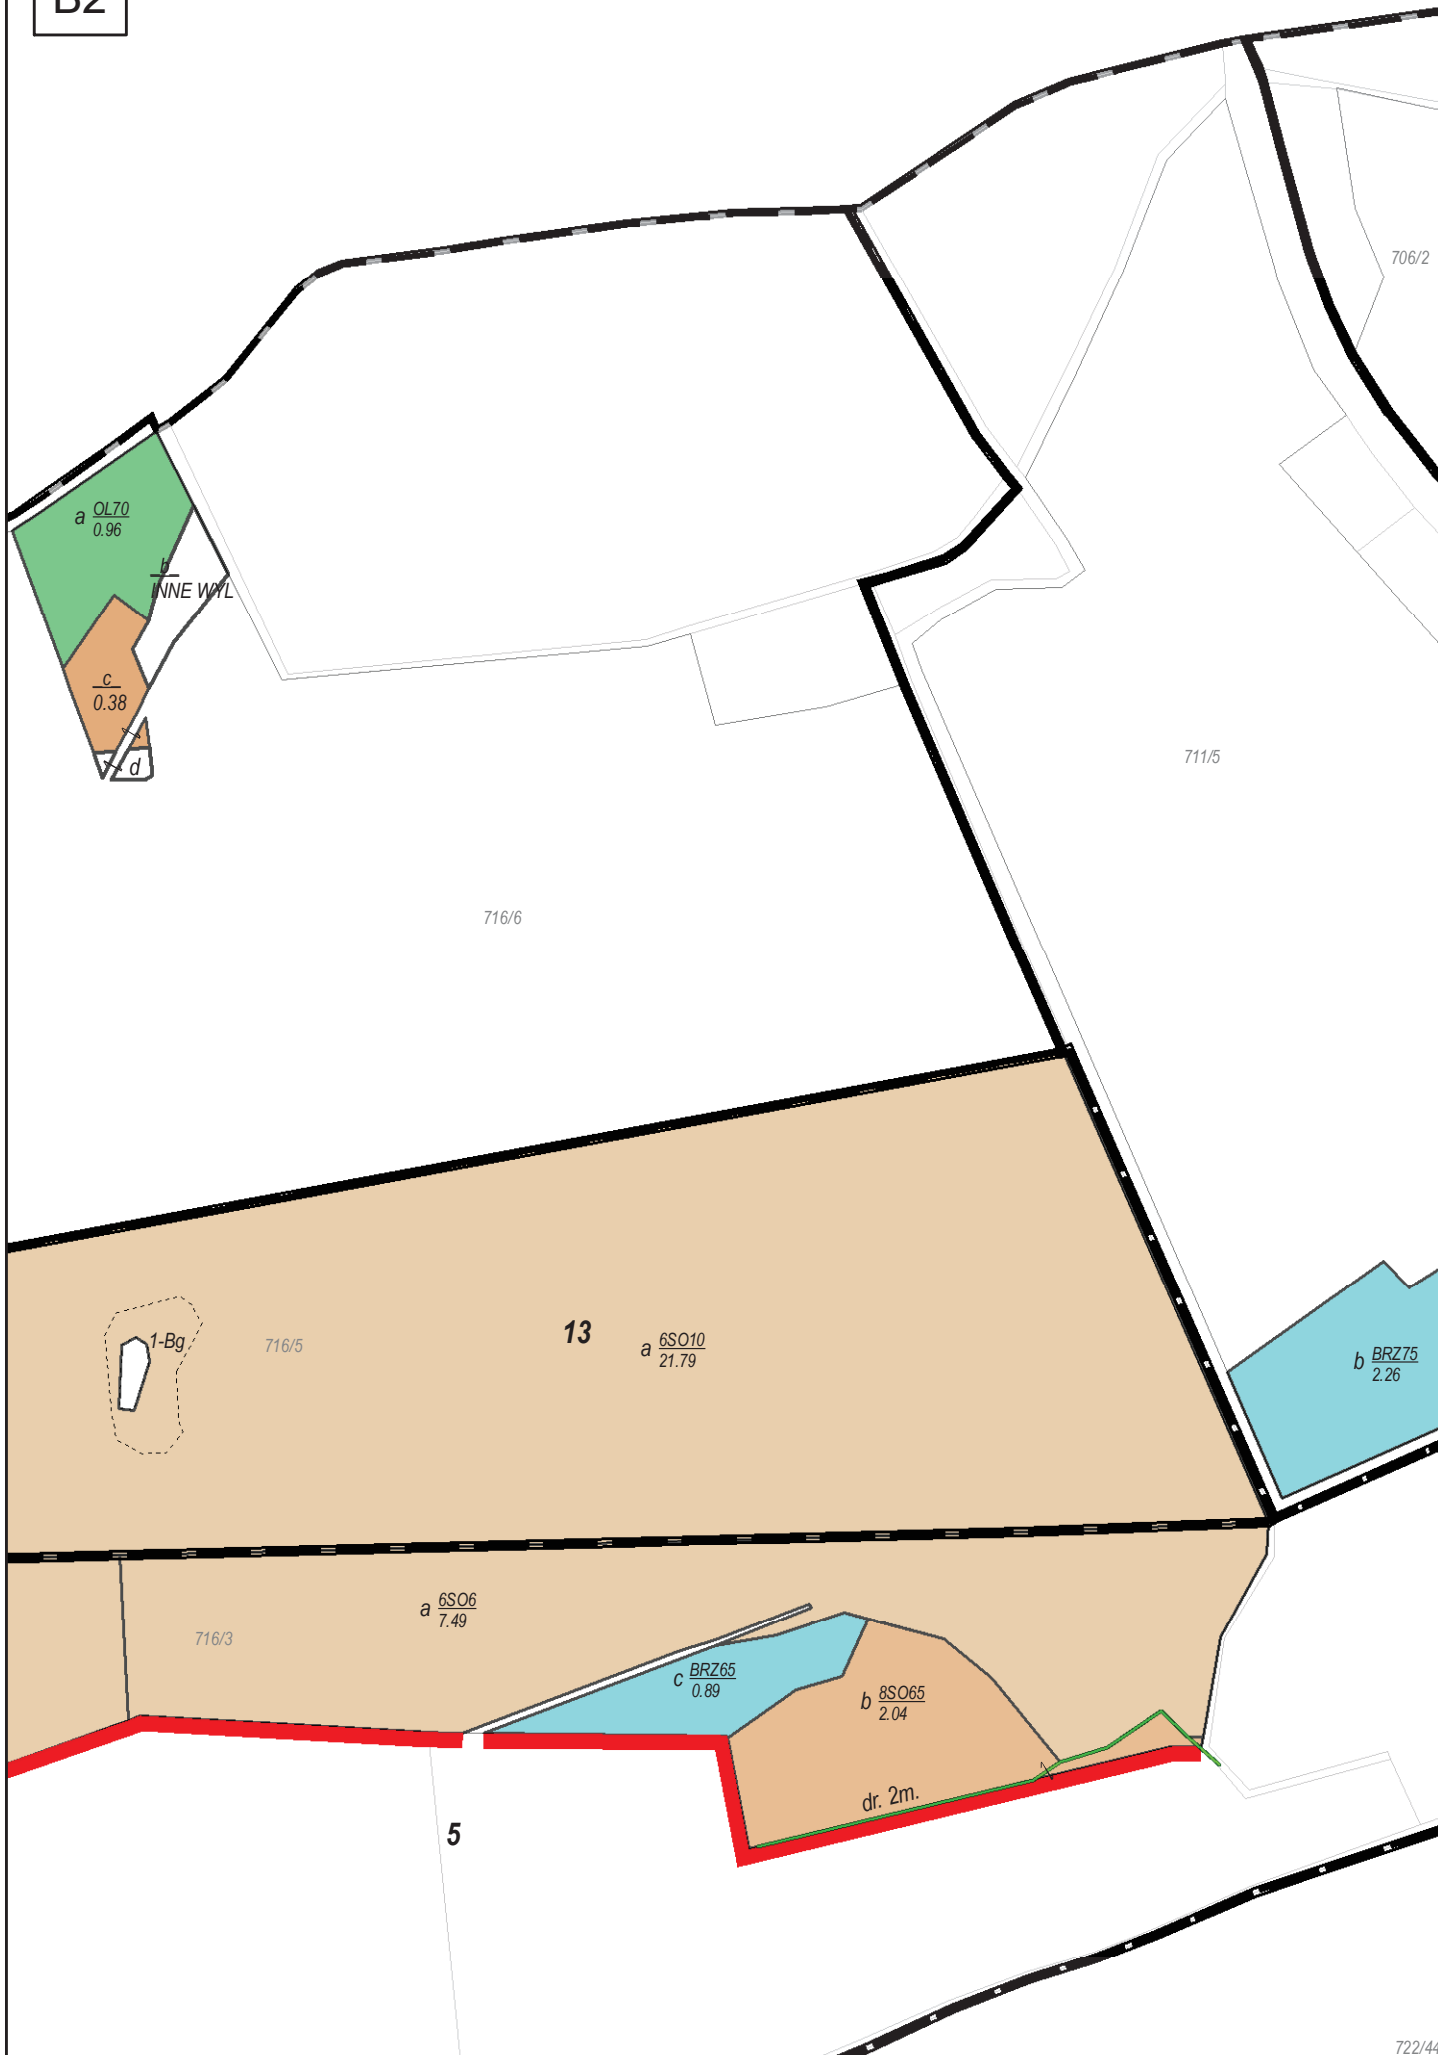 B2
706/2
a OL70
0.96
b
INNE WYL
c
0.38
d
711/5
716/6
1-Bg
716/5
13
a 6SO10
21.79
b BRZ75
2.26
a 6SO6
7.49
716/3
c BRZ65
0.89
b 8SO65
2.04
dr. 2m.
5
722/44